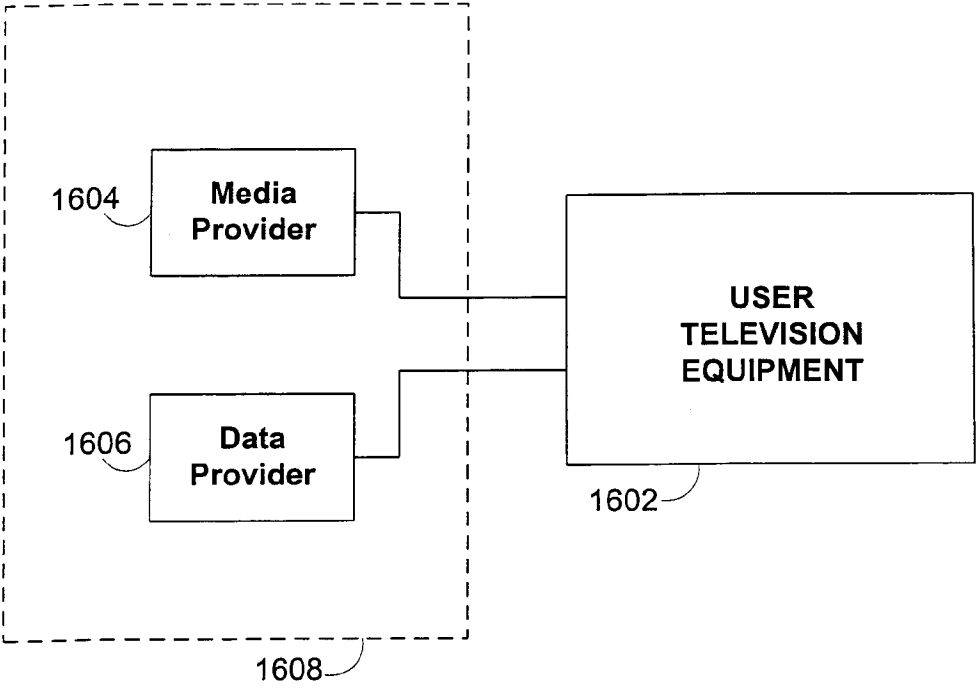 1604
Media
Provider
USER
TELEVISION
EQUIPMENT
1606
Data
Provider
1602
1608